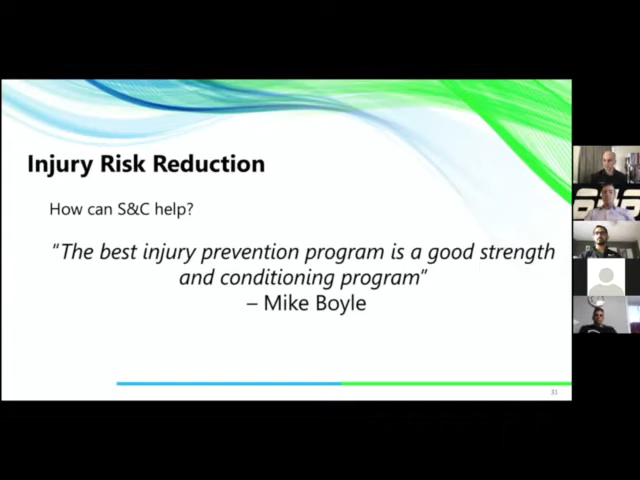 Injury Risk Reduction
How can S&C help?
"The best injury prevention program is a good strength
and conditioning program"
– Mike Boyle
31